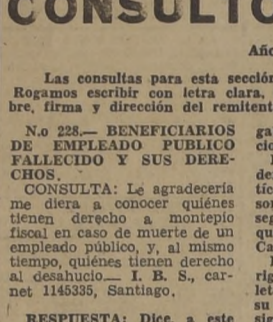 CONSULTO
Año
Las consultas para esta secció
Rogamos escribir con letra clara,
bre, firma y dirección del remitent
N.o 228.— BENEFICIARIOS
DE EMPLEADO PUBLICO
FALLECIDO Y SUS DERE-
CHOS.
CONSULTA: Le agradecería
me diera a conocer quiénes
tienen derecho a montepío
fiscal en caso de muerte de un
empleado público, y, al mismo
tiempo, quiénes tienen derecho
al desahucio.— I. B. S., car-
net 1145335, Santiago.
RESPUESTA: Dice a este